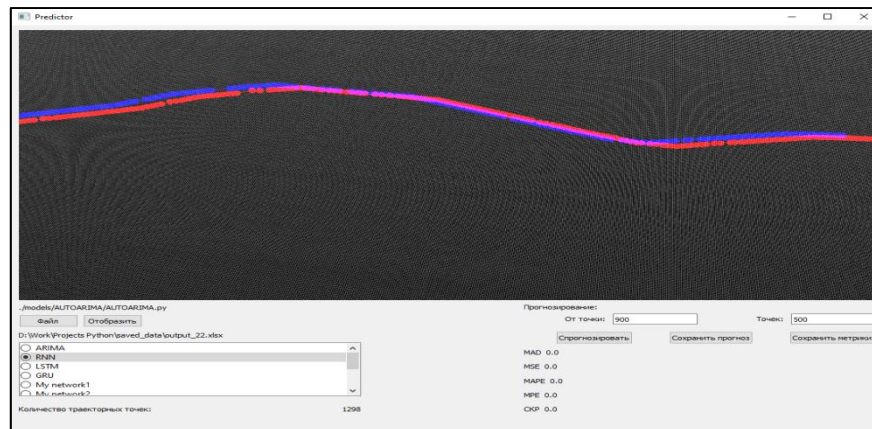 Predictor
./models/AUTOARIMA/AUTOARIMA.py
Файл Отобразить
D:\Work\Projects Python\saved_data\output_22.xlsx
ARIMA
RNN
LSTM
GRU
My network1
My network2
Количество траекторных точек: 1298
Прогнозирование:
От точки: 900 Точек: 500
Спрогнозировать Сохранить прогноз Сохранить метрики
MAD 0.0
MSE 0.0
MAPE 0.0
MPE 0.0
СКР 0.0